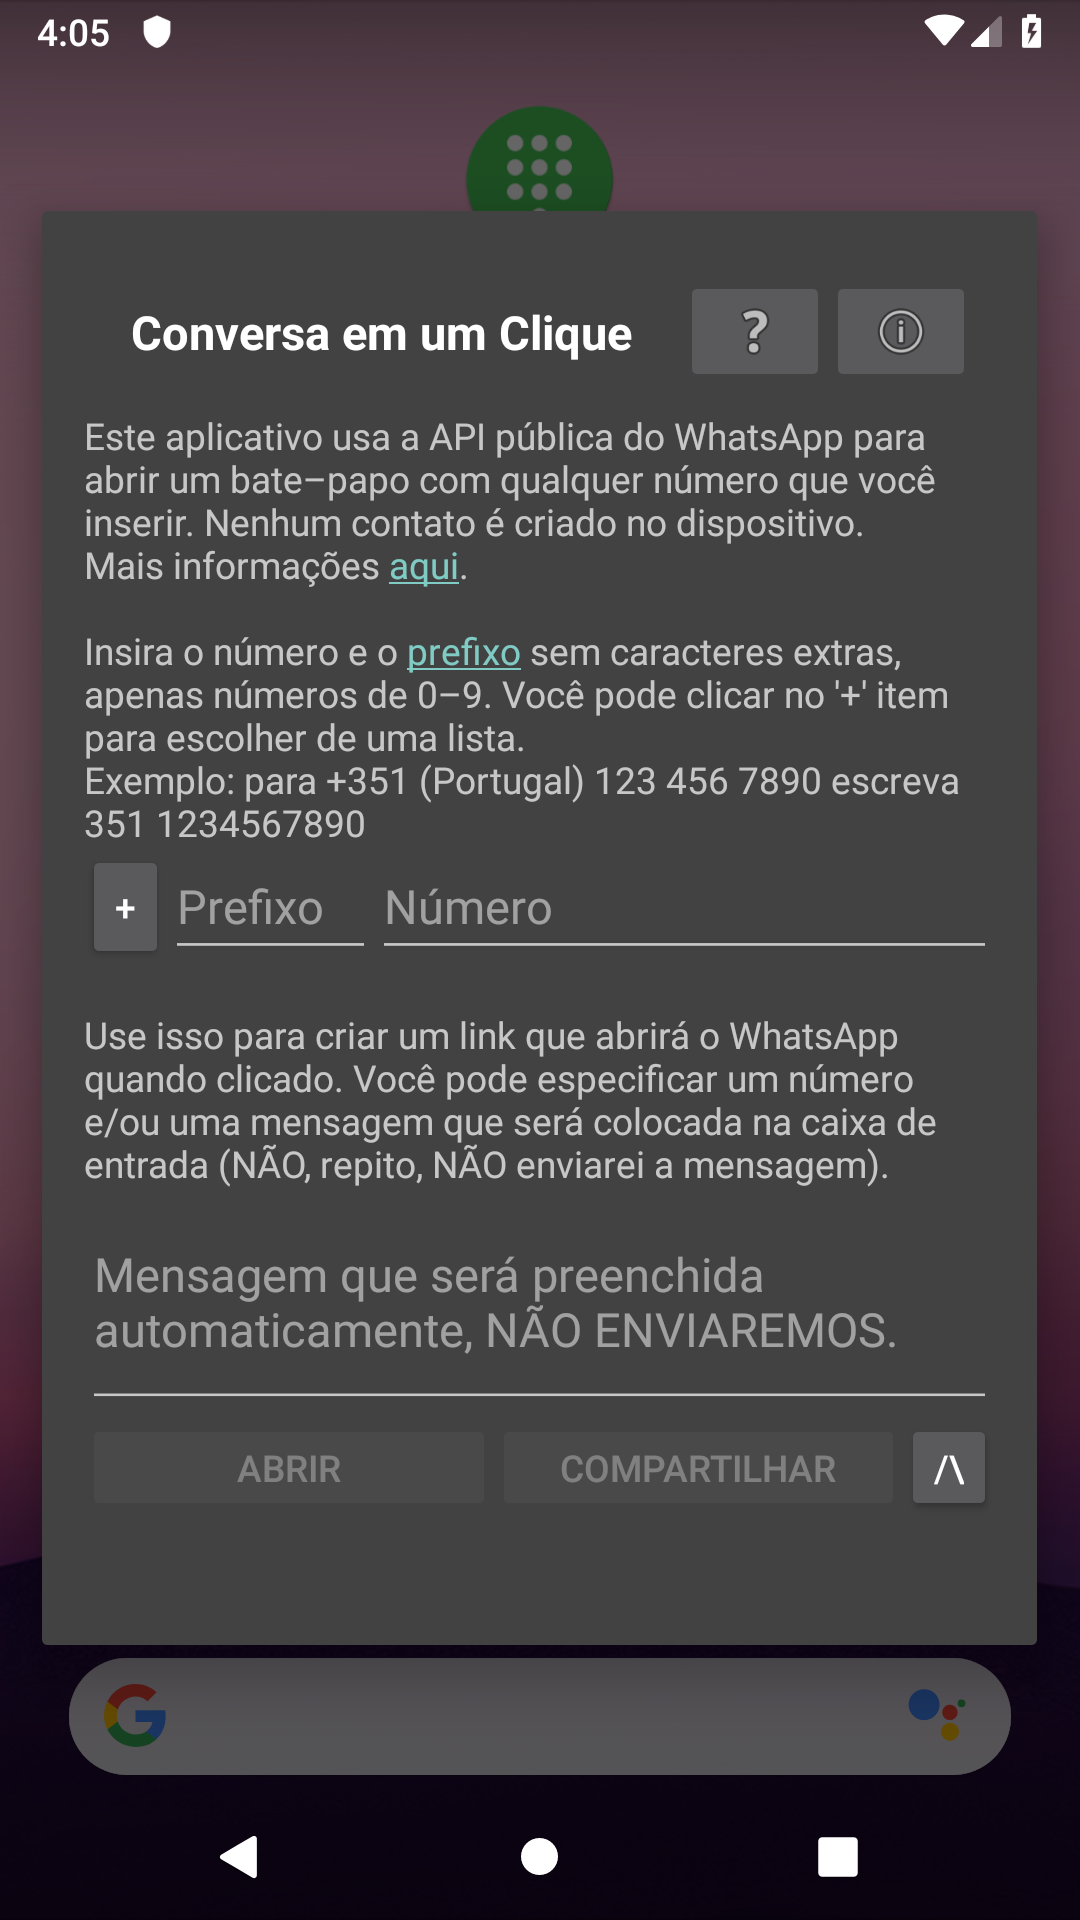 4:05
Conversa em um Clique
Este aplicativo usa a API pública do WhatsApp para
abrir um bate–papo com qualquer número que você
inserir. Nenhum contato é criado no dispositivo.
Mais informações aqui.
Insira o número e o prefixo sem caracteres extras,
apenas números de 0–9. Você pode clicar no '+' item
para escolher de uma lista.
Exemplo: para +351 (Portugal) 123 456 7890 escreva
351 1234567890
+ Prefixo Número
Use isso para criar um link que abrirá o WhatsApp
quando clicado. Você pode especificar um número
e/ou uma mensagem que será colocada na caixa de
entrada (NÃO, repito, NÃO enviarei a mensagem).
Mensagem que será preenchida
automaticamente, NÃO ENVIAREMOS.
ABRIR COMPARTILHAR /\